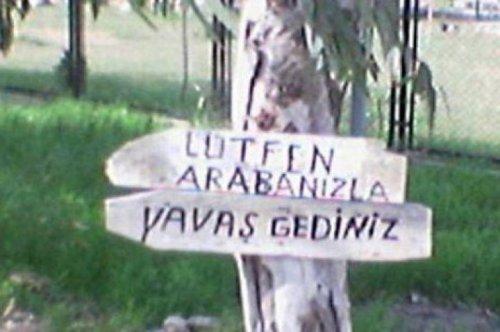 LÜTFEN
ARABANIZLA
YAVAŞ GEDİNİZ